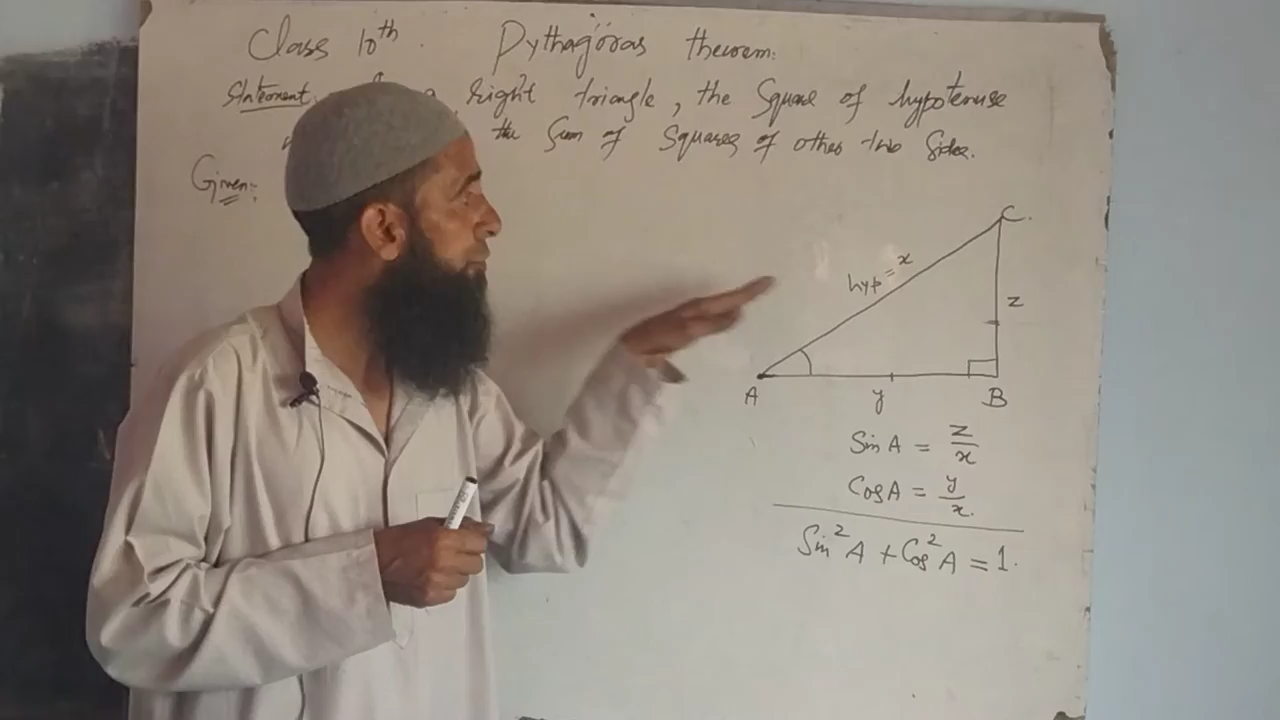 Class 10th. Pythagoras theorem:
Statement. right triangle, the Square of hypotenuse
the Sum of Squares of other two Sides.
Given:
C.
hyp = x
z
A
y
B
Sin A = z/x
Cos A = y/x.
Sin²A + Cos²A = 1.